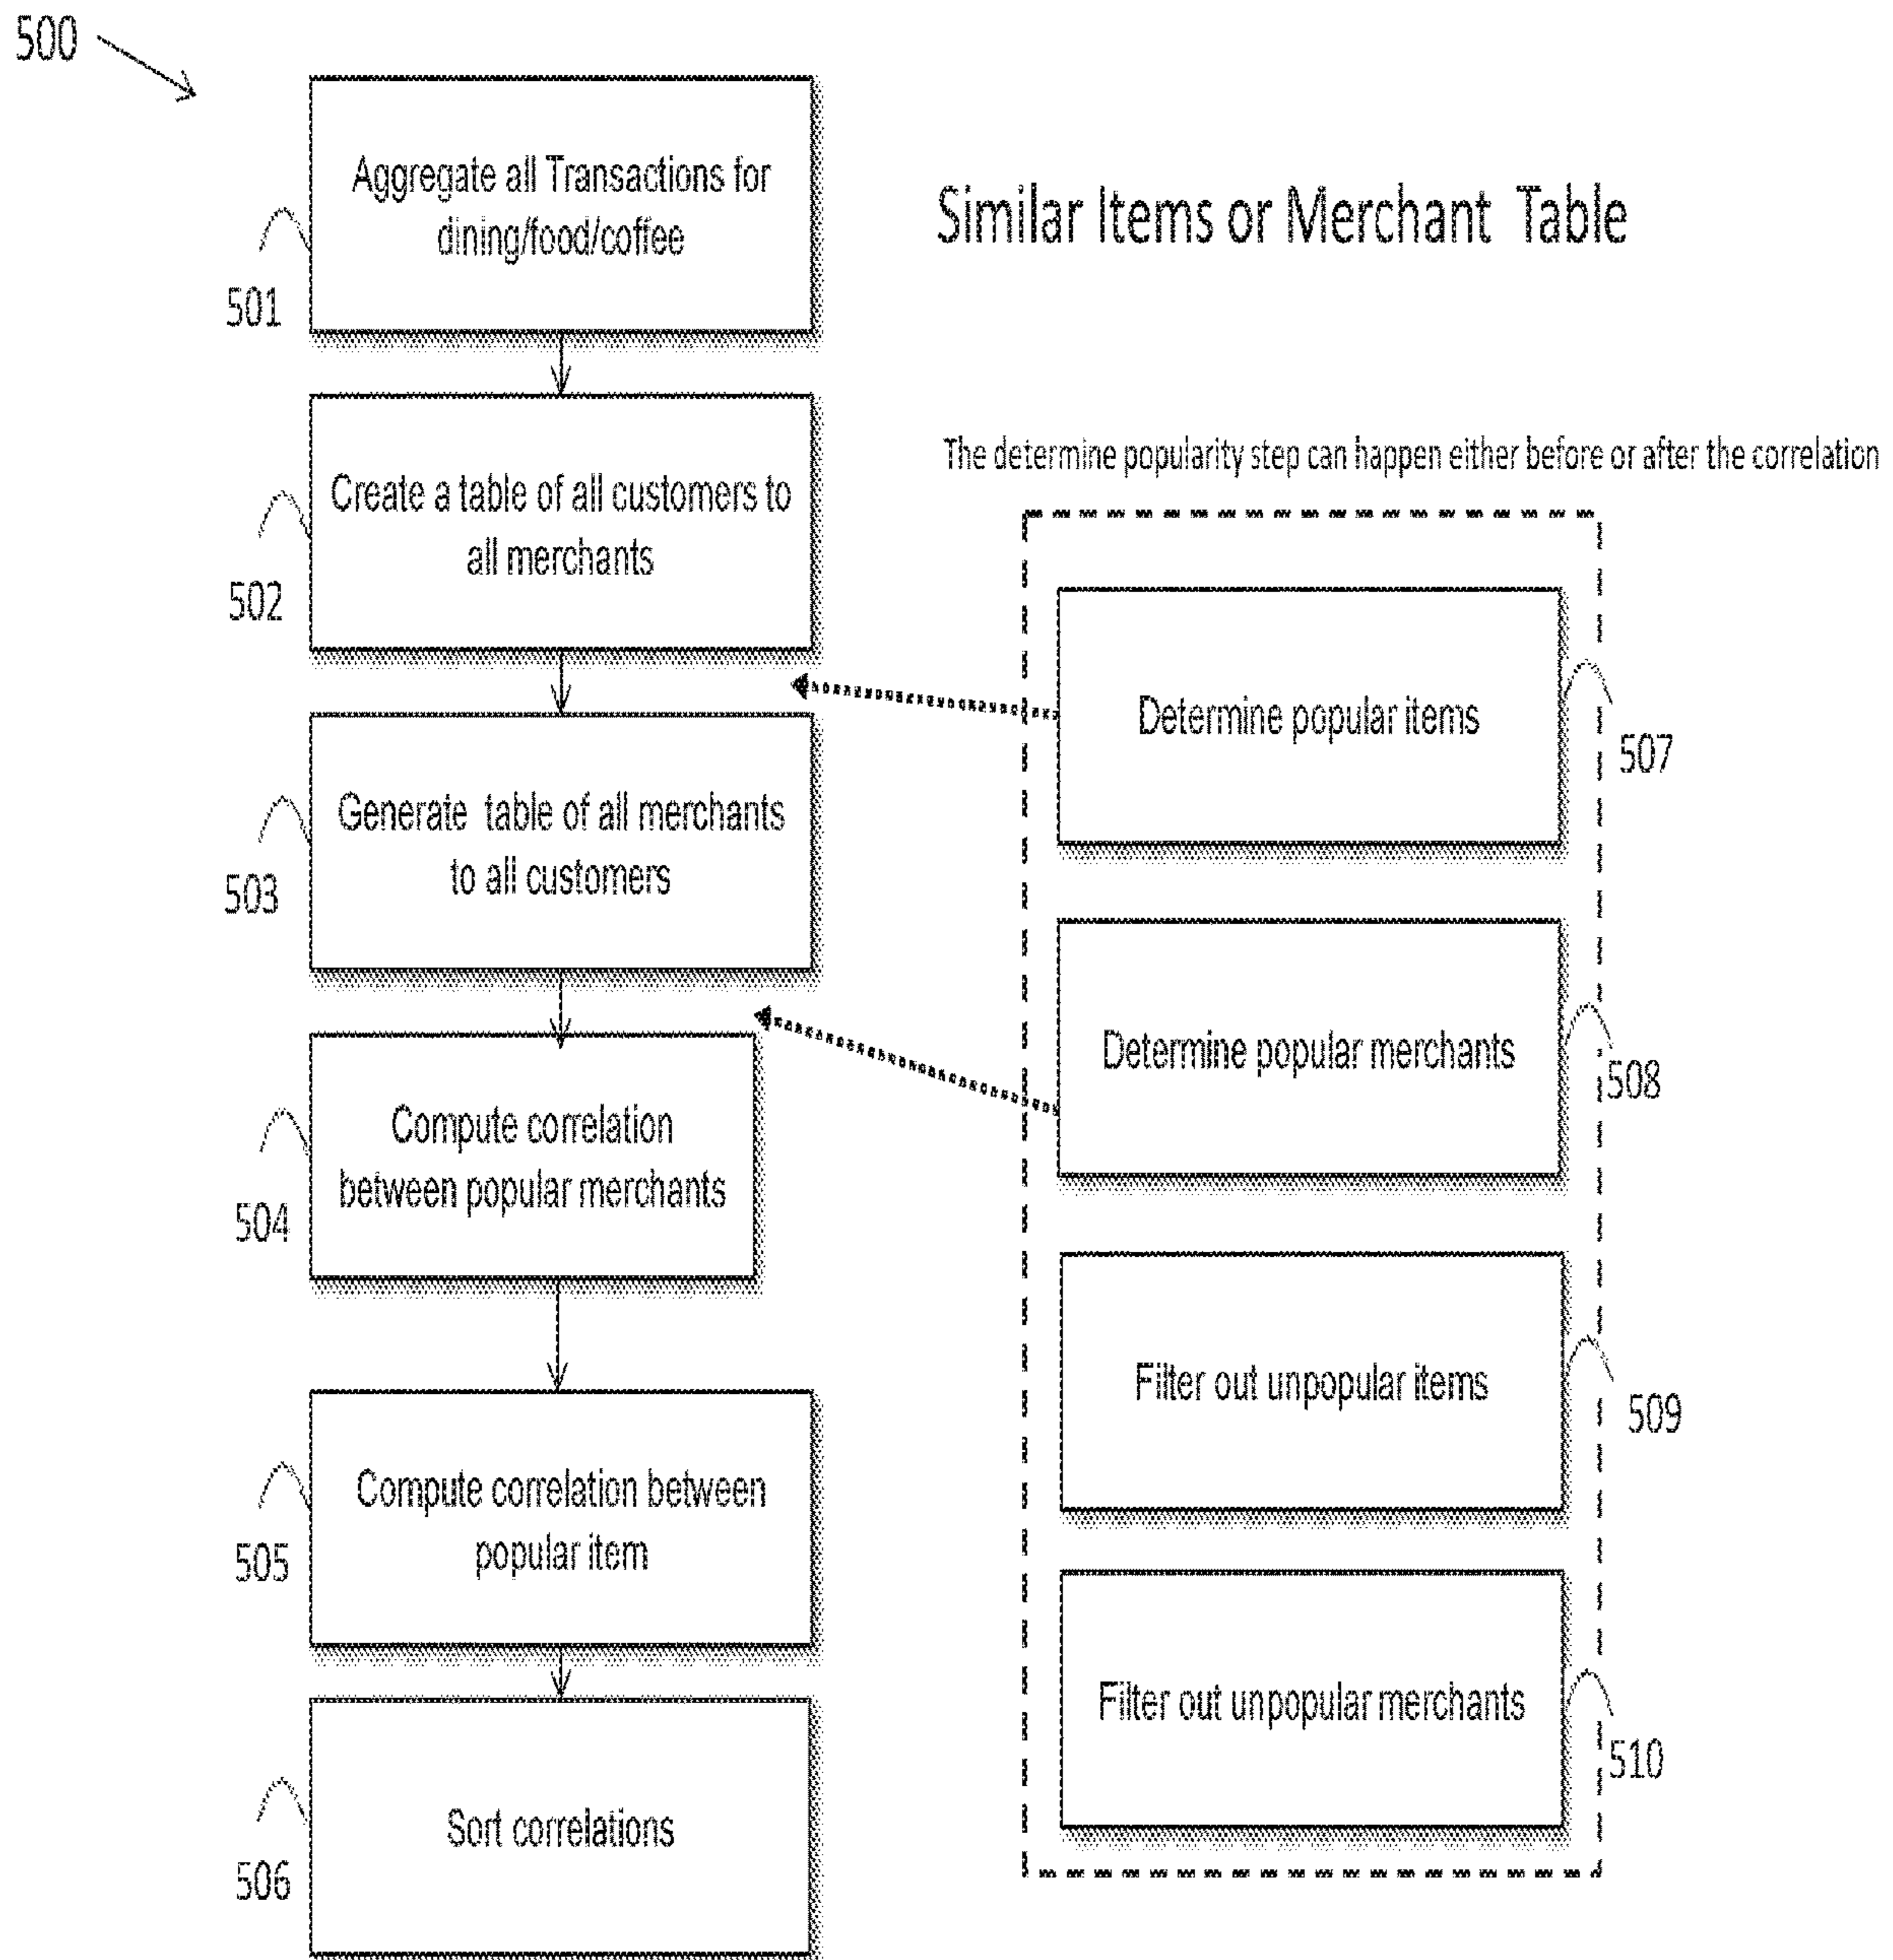 500
Aggregate all Transactions for
dining/food/coffee
501
Create a table of all customers to
all merchants
502
Generate table of all merchants
to all customers
503
Compute correlation
between popular merchants
504
Compute correlation between
popular item
505
Sort correlations
506
Similar Items or Merchant Table
The determine popularity step can happen either before or after the correlation
Determine popular items
507
Determine popular merchants
508
Filter out unpopular items
509
Filter out unpopular merchants
510